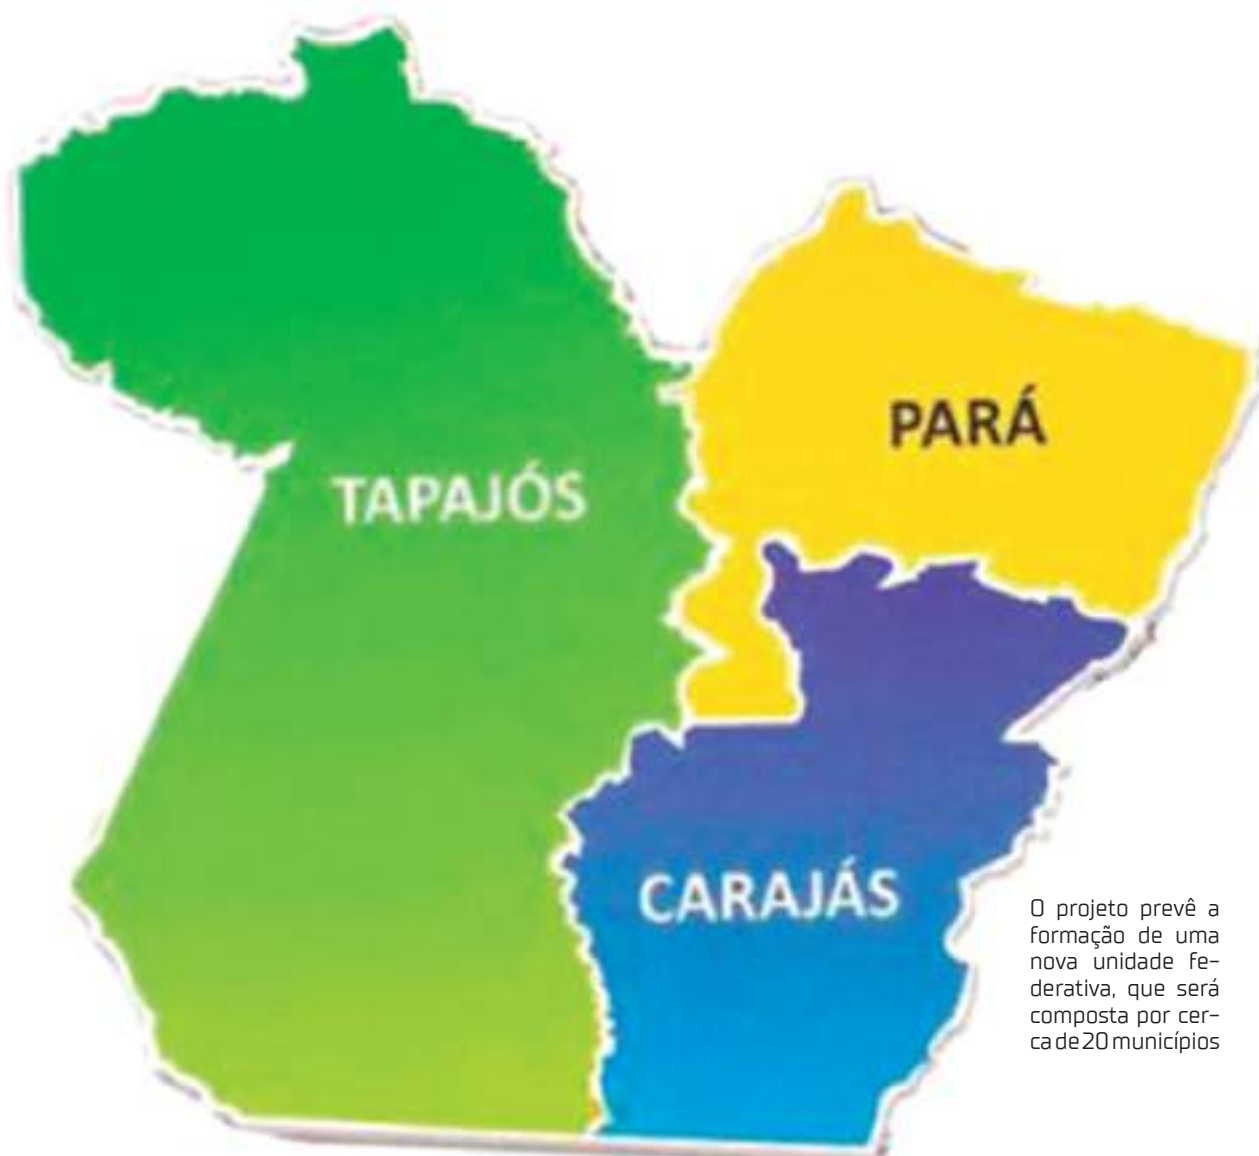 PARÁ
TAPAJÓS
CARAJÁS
O projeto prevê a
formação de uma
nova unidade fe-
derativa, que será
composta por cer-
ca de 20 municípios